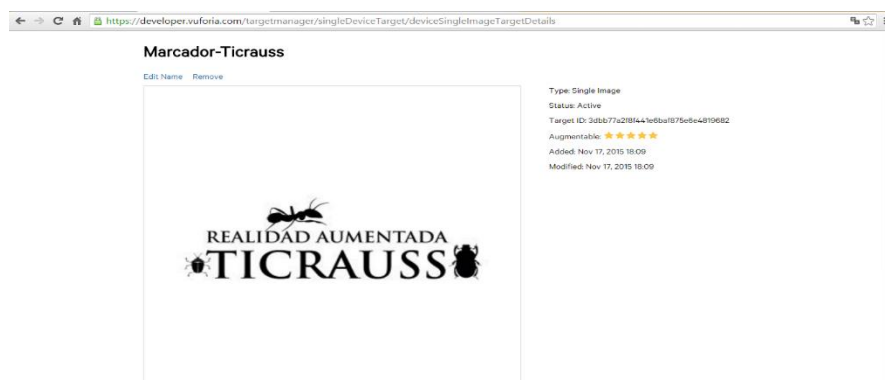 https://developer.vuforia.com/targetmanager/singleDeviceTarget/deviceSingleImageTargetDetails
Marcador-Ticrauss
Edit Name Remove
Type: Single Image
Status: Active
Target ID: 3dbb77a2f8f441e6baf875e6e4819682
Augmentable:
Added: Nov 17, 2015 18:09
Modified: Nov 17, 2015 18:09
REALIDAD AUMENTADA
TICRAUSS